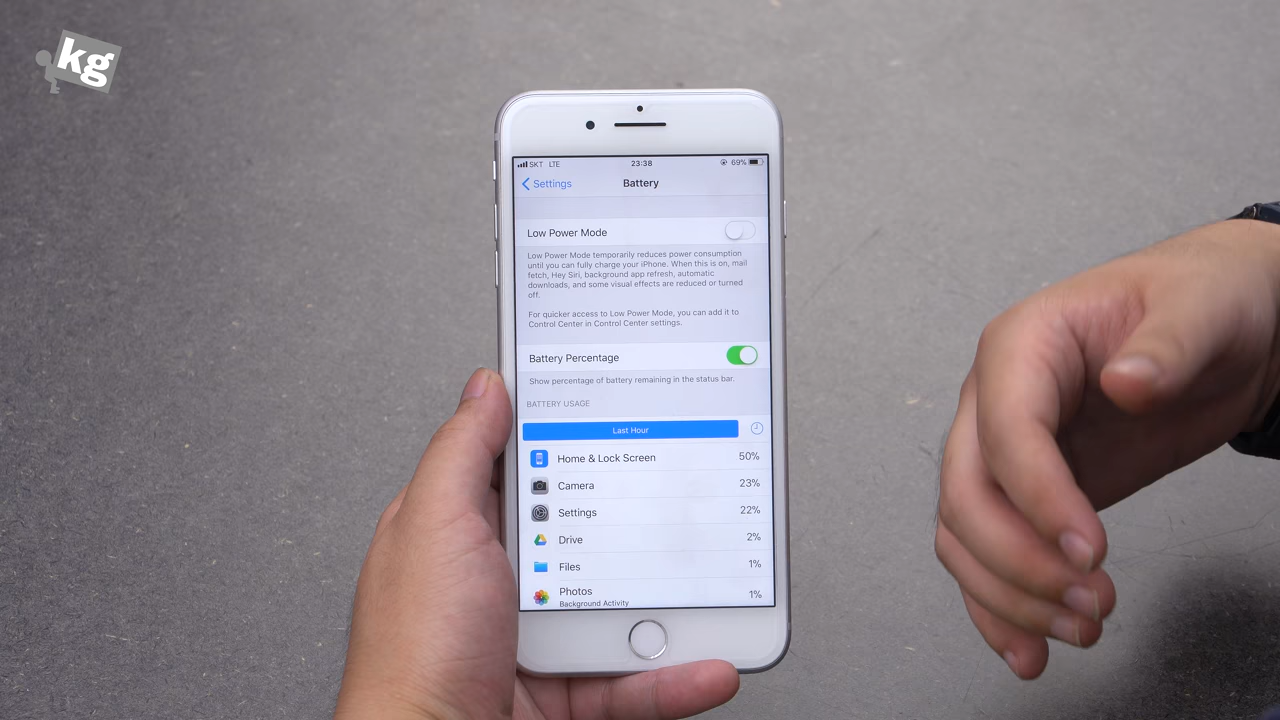 kg
SKT LTE 23:38 69%
Settings Battery
Low Power Mode
Low Power Mode temporarily reduces power consumption
until you can fully charge your iPhone. When this is on, mail
fetch, Hey Siri, background app refresh, automatic
downloads, and some visual effects are reduced or turned
off.
For quicker access to Low Power Mode, you can add it to
Control Center in Control Center settings.
Battery Percentage
Show percentage of battery remaining in the status bar.
BATTERY USAGE
Last Hour
Home & Lock Screen 50%
Camera 23%
Settings 22%
Drive 2%
Files 1%
Photos 1%
Background Activity